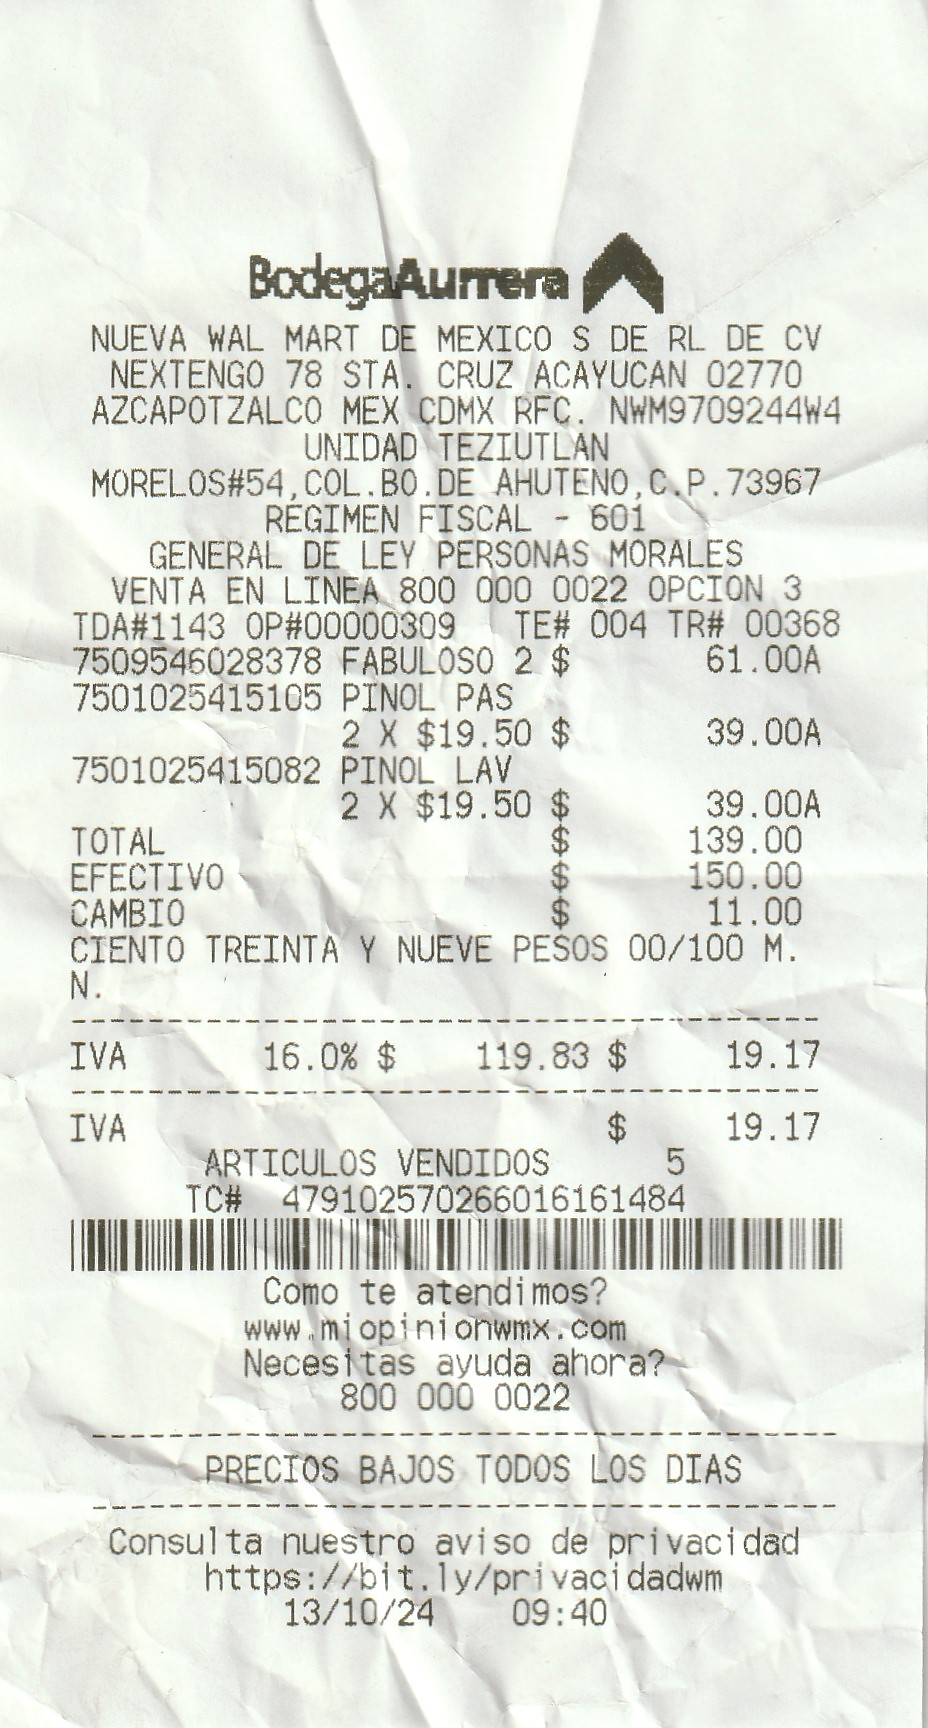 BodegaAurrera
NUEVA WAL MART DE MEXICO S DE RL DE CV
NEXTENGO 78 STA. CRUZ ACAYUCAN 02770
AZCAPOTZALCO MEX CDMX RFC. NWM9709244W4
UNIDAD TEZIUTLAN
MORELOS#54,COL.BO.DE AHUTENO,C.P.73967
REGIMEN FISCAL - 601
GENERAL DE LEY PERSONAS MORALES
VENTA EN LINEA 800 000 0022 OPCION 3
TDA#1143 OP#00000309 TE# 004 TR# 00368
7509546028378 FABULOSO 2 $ 61.00A
7501025415105 PINOL PAS
2 X $19.50 $ 39.00A
7501025415082 PINOL LAV
2 X $19.50 $ 39.00A
TOTAL $ 139.00
EFECTIVO $ 150.00
CAMBIO $ 11.00
CIENTO TREINTA Y NUEVE PESOS 00/100 M.
N.
IVA 16.0% $ 119.83 $ 19.17
IVA $ 19.17
ARTICULOS VENDIDOS 5
TC# 479102570266016161484
Como te atendimos?
www.miopinionwmx.com
Necesitas ayuda ahora?
800 000 0022
PRECIOS BAJOS TODOS LOS DIAS
Consulta nuestro aviso de privacidad
https://bit.ly/privacidadwm
13/10/24 09:40